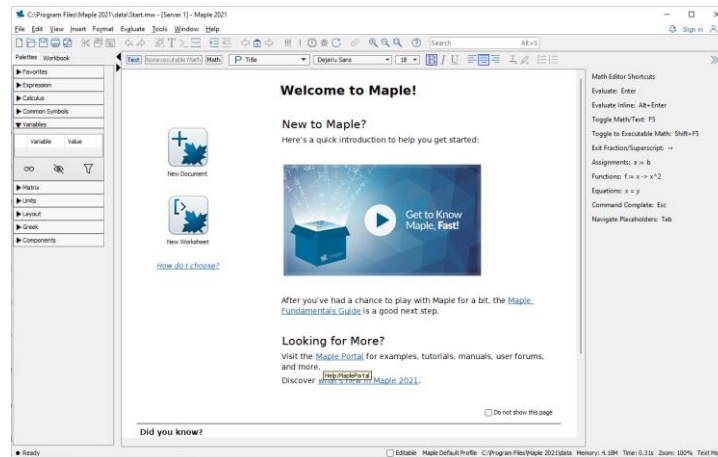 C:\Program Files\Maple 2021\data\Start.mw - [Server 1] - Maple 2021
File Edit View Insert Format Evaluate Tools Window Help
Sign in
Search Alt+S
Palettes Workbook
Text Nonexecutable Math Math P Title DejaVu Sans 18 B I U
Favorites
Expression
Calculus
Common Symbols
Variables
Variable Value
Matrix
Units
Layout
Greek
Components
Welcome to Maple!
New Document
New Worksheet
How do I choose?
New to Maple?
Here's a quick introduction to help you get started:
Get to Know
Maple, Fast!
After you've had a chance to play with Maple for a bit, the Maple
Fundamentals Guide is a good next step.
Looking for More?
Visit the Maple Portal for examples, tutorials, manuals, user forums,
and more.
Help:MaplePortal
Discover what's new in Maple 2021.
Do not show this page
Did you know?
Math Editor Shortcuts
Evaluate: Enter
Evaluate Inline: Alt+Enter
Toggle Math/Text: F5
Toggle to Executable Math: Shift+F5
Exit Fraction/Superscript: →
Assignments: a := b
Functions: f := x -> x^2
Equations: x = y
Command Complete: Esc
Navigate Placeholders: Tab
Ready
Editable Maple Default Profile C:\Program Files\Maple 2021\data Memory: 4.18M Time: 0.31s Zoom: 100% Text Mo